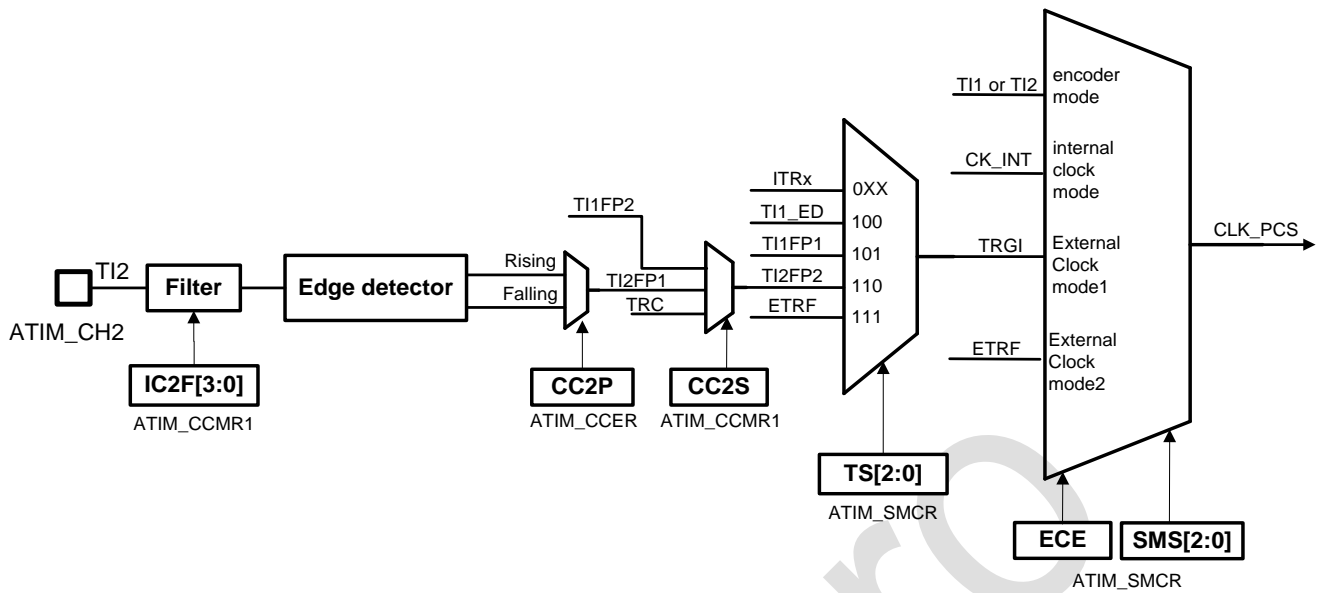 TI2
ATIM_CH2
Filter
IC2F[3:0]
ATIM_CCMR1
Edge detector
Rising
Falling
CC2P
ATIM_CCER
TI1FP2
TI2FP1
TRC
CC2S
ATIM_CCMR1
ITRx
TI1_ED
TI1FP1
TI2FP2
ETRF
0XX
100
101
110
111
TS[2:0]
ATIM_SMCR
TI1 or TI2
CK_INT
TRGI
ETRF
encoder
mode
internal
clock
mode
External
Clock
mode1
External
Clock
mode2
ECE
SMS[2:0]
ATIM_SMCR
CLK_PCS